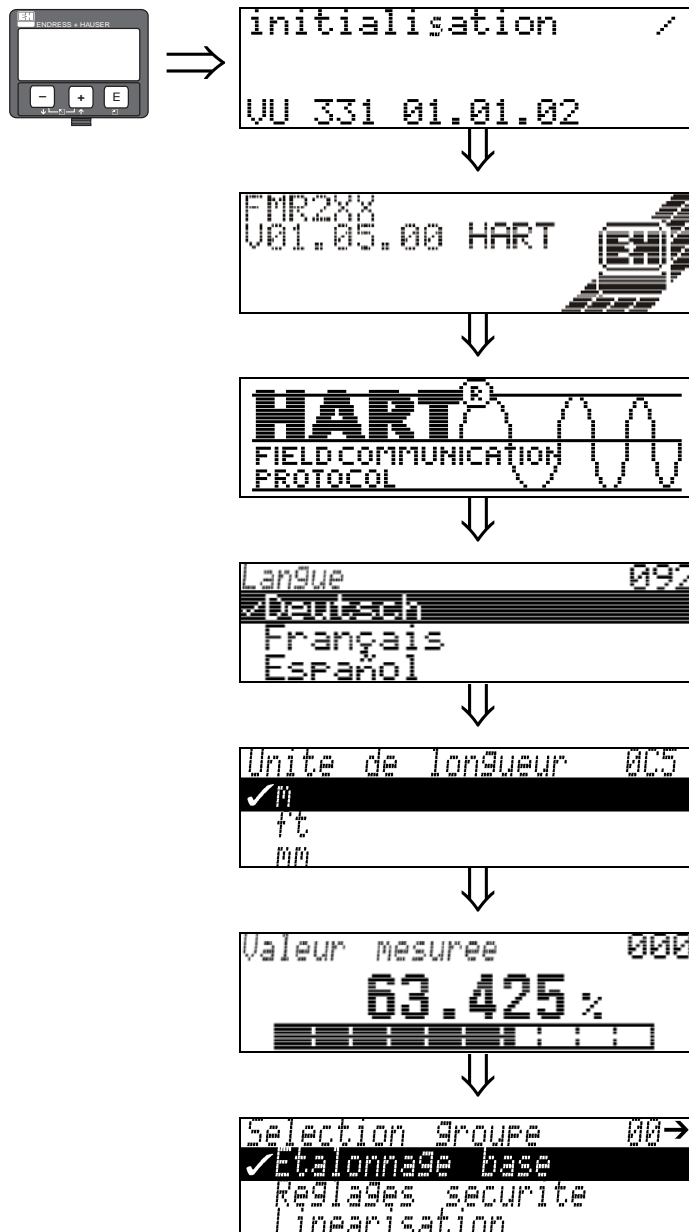 EH ENDRESS + HAUSER
– + E
initialisation /
VU 331 01.01.02
FMR2XX
V01.05.00 HART
EH
HART®
FIELD COMMUNICATION
PROTOCOL
Langue 092
✓Deutsch
Français
Español
Unite de longueur 0C5
✓m
ft
mm
Valeur mesuree 000
63.425 %
Selection groupe 00→
✓Etalonnage base
Reglages securite
Linearisation